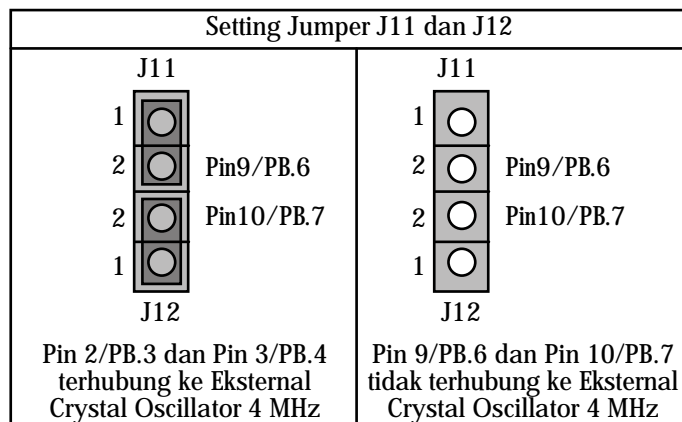 Setting Jumper J11 dan J12
J11
1
2 Pin9/PB.6
2 Pin10/PB.7
1
J12
Pin 2/PB.3 dan Pin 3/PB.4
terhubung ke Eksternal
Crystal Oscillator 4 MHz
J11
1
2 Pin9/PB.6
2 Pin10/PB.7
1
J12
Pin 9/PB.6 dan Pin 10/PB.7
tidak terhubung ke Eksternal
Crystal Oscillator 4 MHz